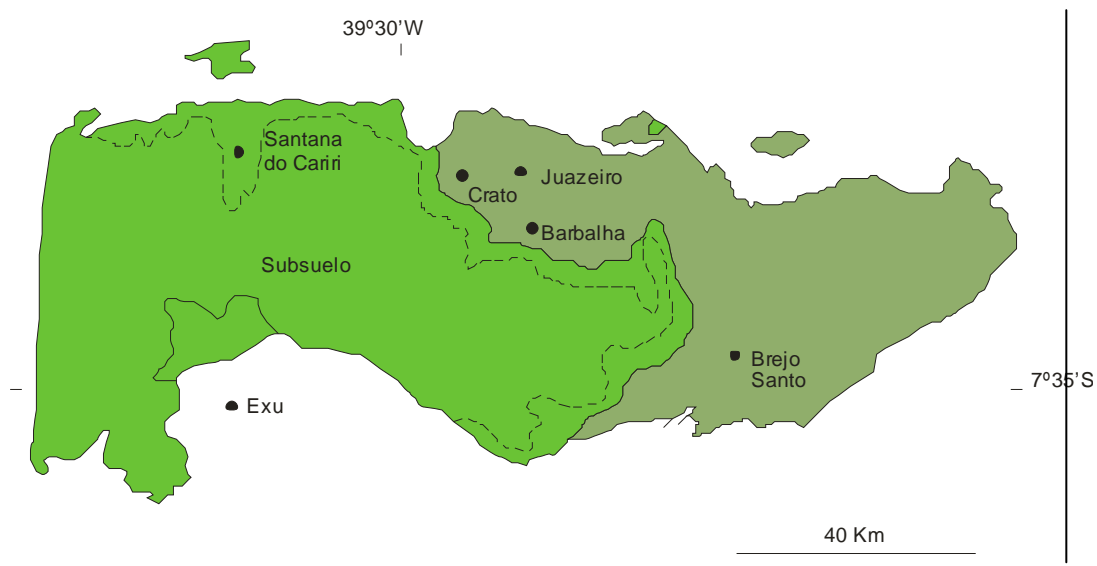 39º30’W
Santana
do Cariri
Juazeiro
Crato
Barbalha
Subsuelo
Brejo
Santo
7º35’S
Exu
40 Km